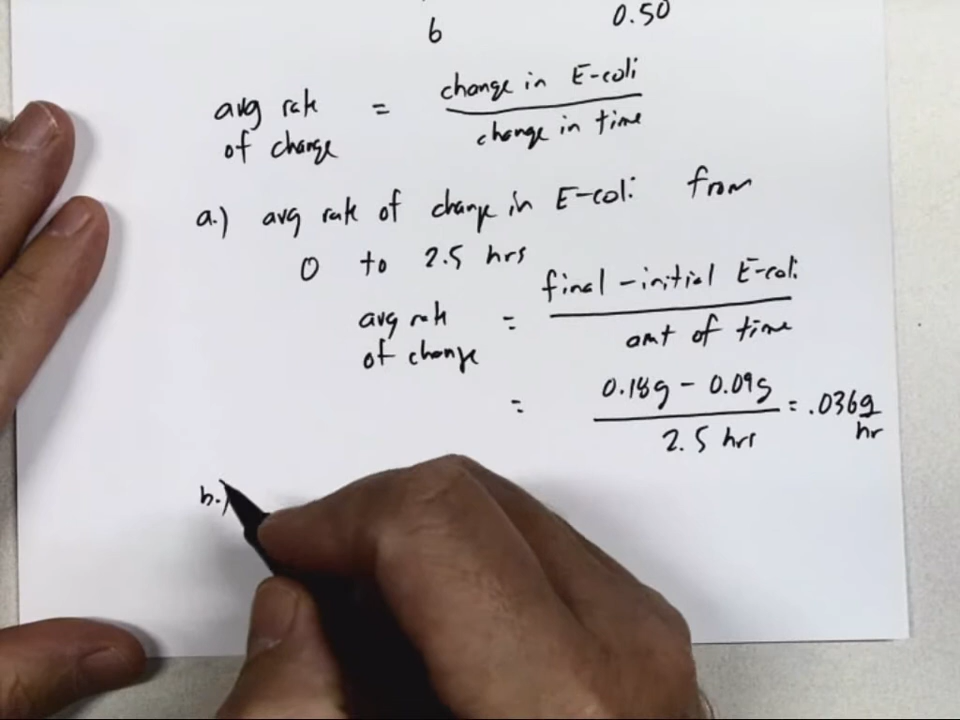 6 0.50
avg rate of change = change in E-coli / change in time
a.) avg rate of change in E-coli from
0 to 2.5 hrs
avg rate of change = final - initial E-coli / amt of time
= 0.18g - 0.09g / 2.5 hrs = .036g / hr
b.)